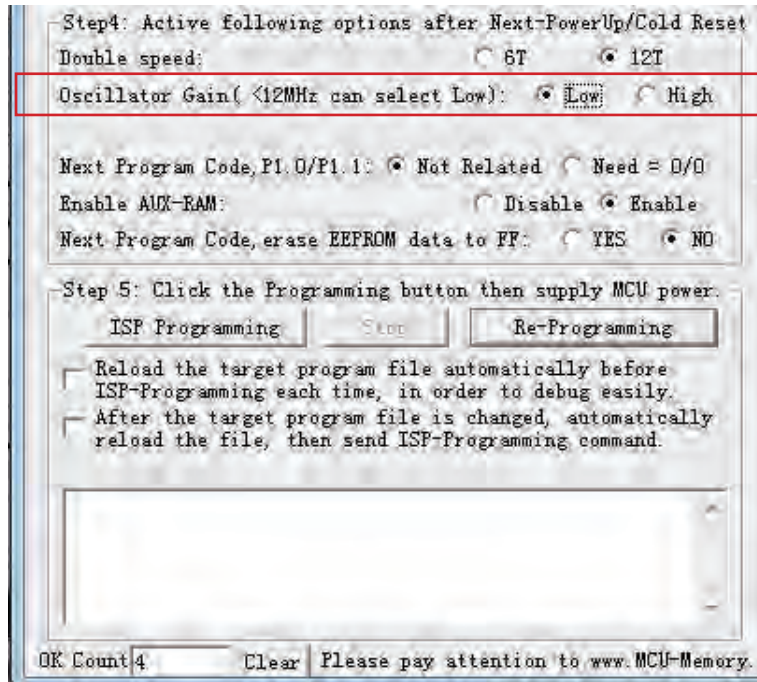 Step4: Active following options after Next-PowerUp/Cold Reset
Double speed: 6T 12T
Oscillator Gain( <12MHz can select Low): Low High
Next Program Code,P1.0/P1.1: Not Related Need = 0/0
Enable AUX-RAM: Disable Enable
Next Program Code,erase EEPROM data to FF: YES NO
Step 5: Click the Programming button then supply MCU power.
ISP Programming Stop Re-Programming
Reload the target program file automatically before
ISP-Programming each time, in order to debug easily.
After the target program file is changed, automatically
reload the file, then send ISP-Programming command.
OK Count 4 Clear Please pay attention to www.MCU-Memory.